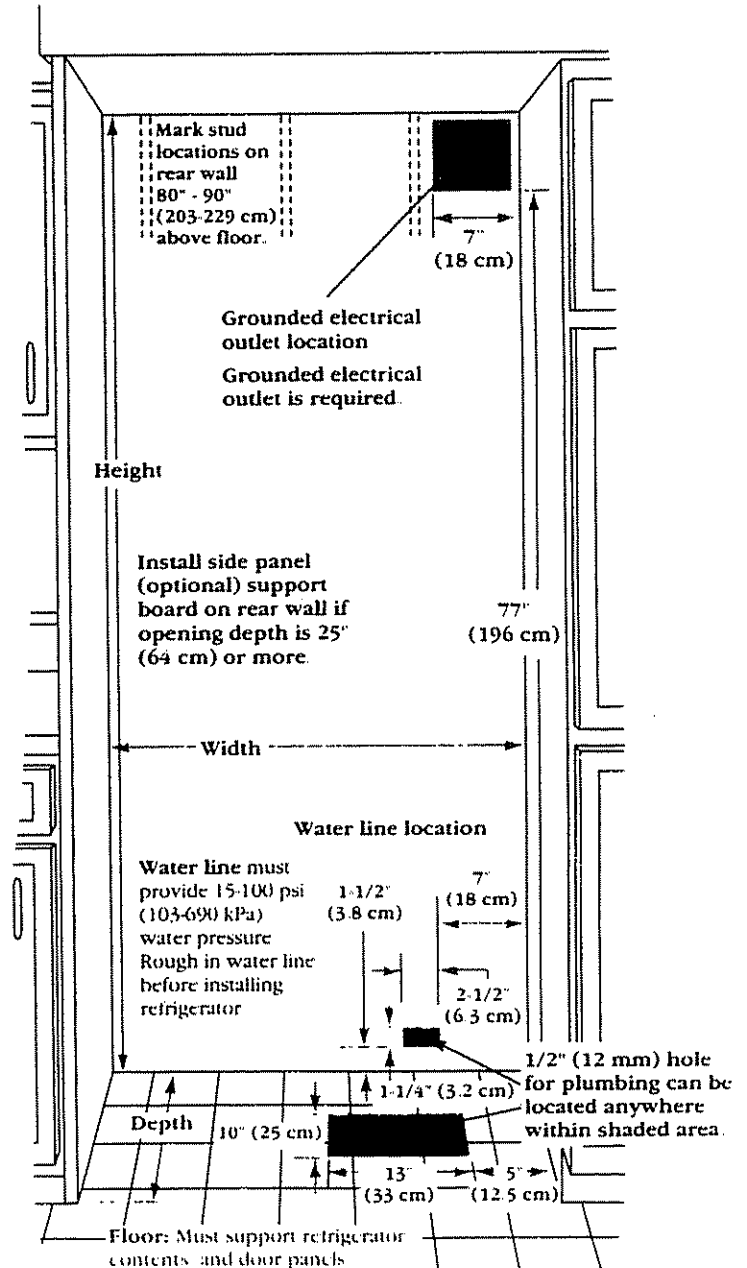 Mark stud
locations on
rear wall
80" - 90"
(203-229 cm)
above floor.
7"
(18 cm)
Grounded electrical
outlet location
Grounded electrical
outlet is required.
Height
Install side panel
(optional) support
board on rear wall if
opening depth is 25"
(64 cm) or more.
77"
(196 cm)
Width
Water line location
Water line must
provide 15-100 psi
(103-690 kPa)
water pressure
Rough in water line
before installing
refrigerator
1-1/2"
(3.8 cm)
7"
(18 cm)
2-1/2"
(6.3 cm)
1/2" (12 mm) hole
for plumbing can be
located anywhere
within shaded area.
1-1/4" (3.2 cm)
Depth
10" (25 cm)
13"
(33 cm)
5"
(12.5 cm)
Floor: Must support refrigerator
contents and door panels